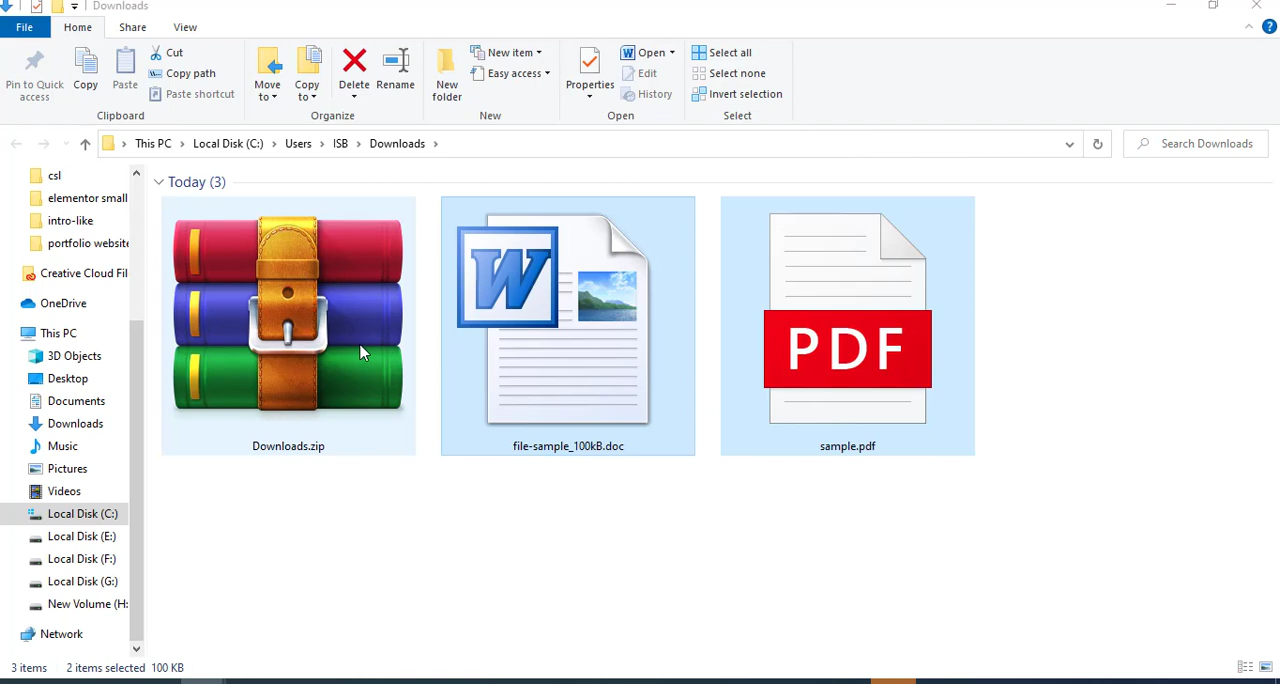 Downloads
File Home Share View
Pin to Quick access
Copy
Paste
Cut
Copy path
Paste shortcut
Clipboard
Move to
Copy to
Delete
Rename
Organize
New folder
New item
Easy access
New
Properties
Open
Edit
History
Open
Select all
Select none
Invert selection
Select
This PC > Local Disk (C:) > Users > ISB > Downloads >
Search Downloads
csl
elementor small
intro-like
portfolio website
Creative Cloud Fil
OneDrive
This PC
3D Objects
Desktop
Documents
Downloads
Music
Pictures
Videos
Local Disk (C:)
Local Disk (E:)
Local Disk (F:)
Local Disk (G:)
New Volume (H:
Network
Today (3)
W
PDF
Downloads.zip
file-sample_100kB.doc
sample.pdf
3 items 2 items selected 100 KB